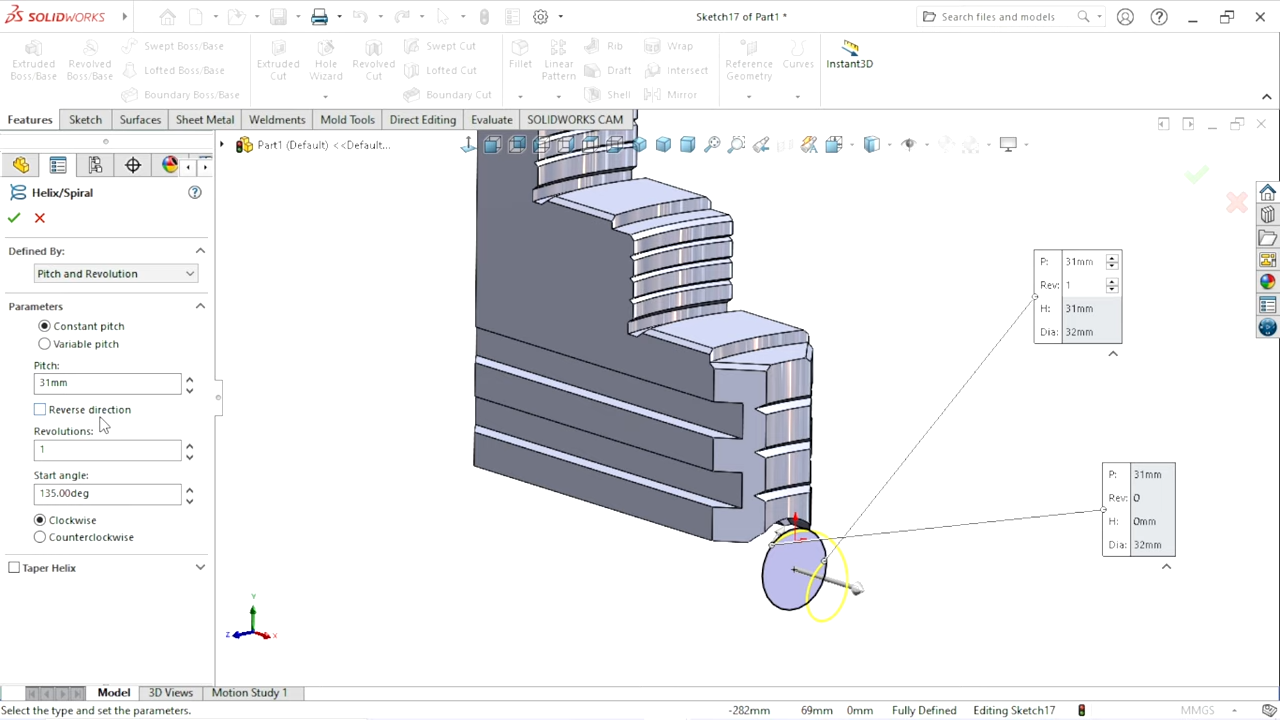 SOLIDWORKS
Sketch17 of Part1 *
Search files and models
Extruded Boss/Base
Revolved Boss/Base
Swept Boss/Base
Lofted Boss/Base
Boundary Boss/Base
Extruded Cut
Hole Wizard
Revolved Cut
Swept Cut
Lofted Cut
Boundary Cut
Fillet
Linear Pattern
Rib
Draft
Shell
Wrap
Intersect
Mirror
Reference Geometry
Curves
Instant3D
Features
Sketch
Surfaces
Sheet Metal
Weldments
Mold Tools
Direct Editing
Evaluate
SOLIDWORKS CAM
Part1 (Default) <<Default...
Helix/Spiral
Defined By:
Pitch and Revolution
Parameters
Constant pitch
Variable pitch
Pitch:
31mm
Reverse direction
Revolutions:
1
Start angle:
135.00deg
Clockwise
Counterclockwise
Taper Helix
P: 31mm
Rev: 1
H: 31mm
Dia: 32mm
P: 31mm
Rev: 0
H: 0mm
Dia: 32mm
Y
Z
X
Model
3D Views
Motion Study 1
Select the type and set the parameters.
-282mm
69mm
0mm
Fully Defined
Editing Sketch17
MMGS